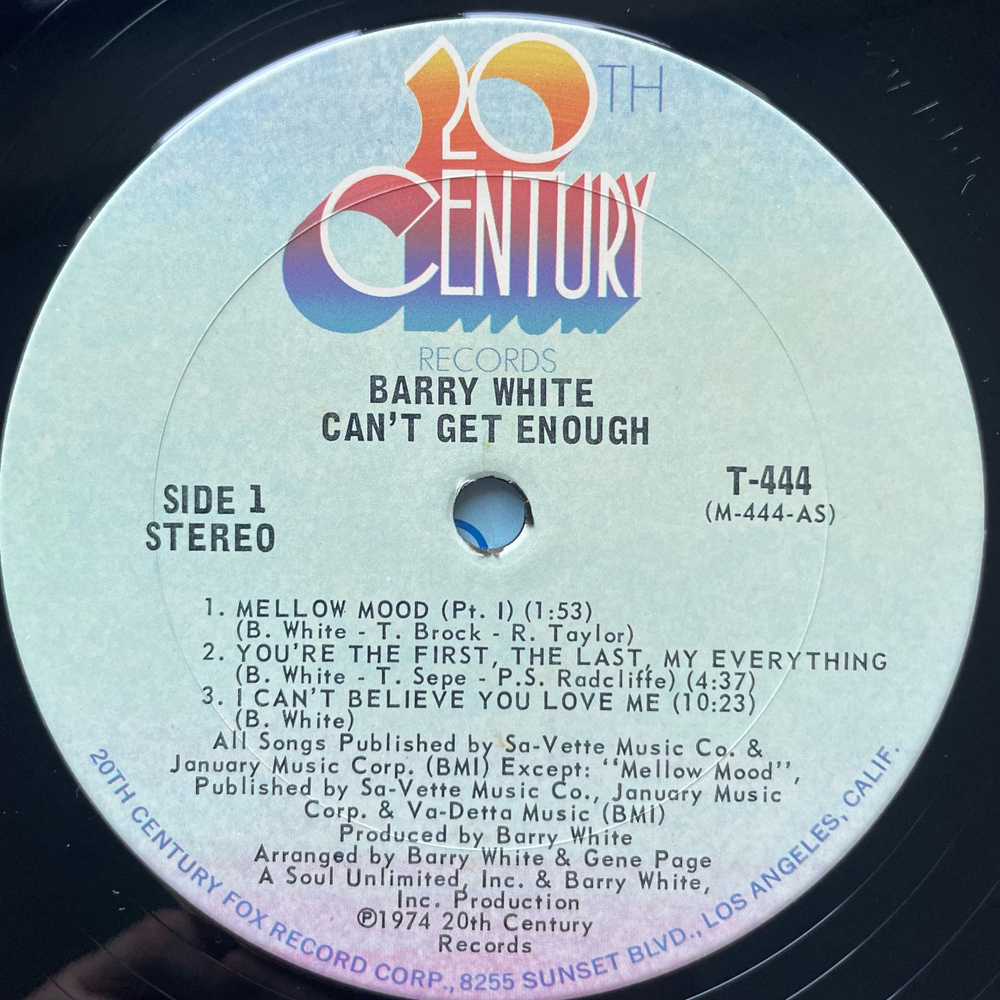 20TH
CENTURY
RECORDS
BARRY WHITE
CAN'T GET ENOUGH
SIDE 1
STEREO
T-444
(M-444-AS)
1. MELLOW MOOD (Pt. I) (1:53)
(B. White - T. Brock - R. Taylor)
2. YOU'RE THE FIRST, THE LAST, MY EVERYTHING
(B. White - T. Sepe - P.S. Radcliffe) (4:37)
3. I CAN'T BELIEVE YOU LOVE ME (10:23)
(B. White)
All Songs Published by Sa-Vette Music Co. &
January Music Corp. (BMI) Except: "Mellow Mood",
Published by Sa-Vette Music Co., January Music
Corp. & Va-Detta Music (BMI)
Produced by Barry White
Arranged by Barry White & Gene Page
A Soul Unlimited, Inc. & Barry White,
Inc. Production
℗1974 20th Century
Records
20TH CENTURY FOX RECORD CORP., 8255 SUNSET BLVD., LOS ANGELES, CALIF.